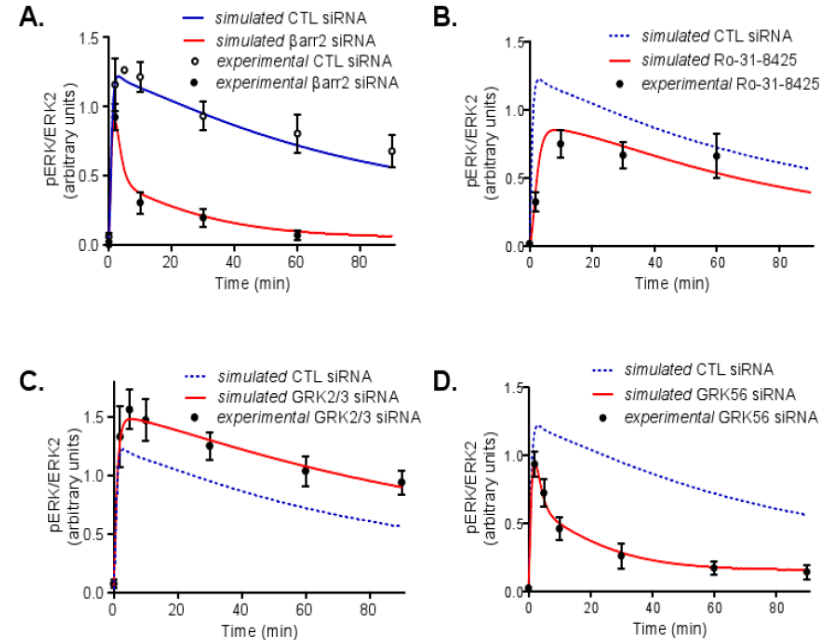 A.
simulated CTL siRNA
simulated βarr2 siRNA
experimental CTL siRNA
experimental βarr2 siRNA
pERK/ERK2
(arbitrary units)
1.5
1.0
0.5
0.0
0 20 40 60 80
Time (min)
B.
simulated CTL siRNA
simulated Ro-31-8425
experimental Ro-31-8425
pERK/ERK2
(arbitrary units)
1.5
1.0
0.5
0.0
0 20 40 60 80
Time (min)
C.
simulated CTL siRNA
simulated GRK2/3 siRNA
experimental GRK2/3 siRNA
pERK/ERK2
(arbitrary units)
1.5
1.0
0.5
0.0
0 20 40 60 80
Time (min)
D.
simulated CTL siRNA
simulated GRK56 siRNA
experimental GRK56 siRNA
pERK/ERK2
(arbitrary units)
1.5
1.0
0.5
0.0
0 20 40 60 80
Time (min)